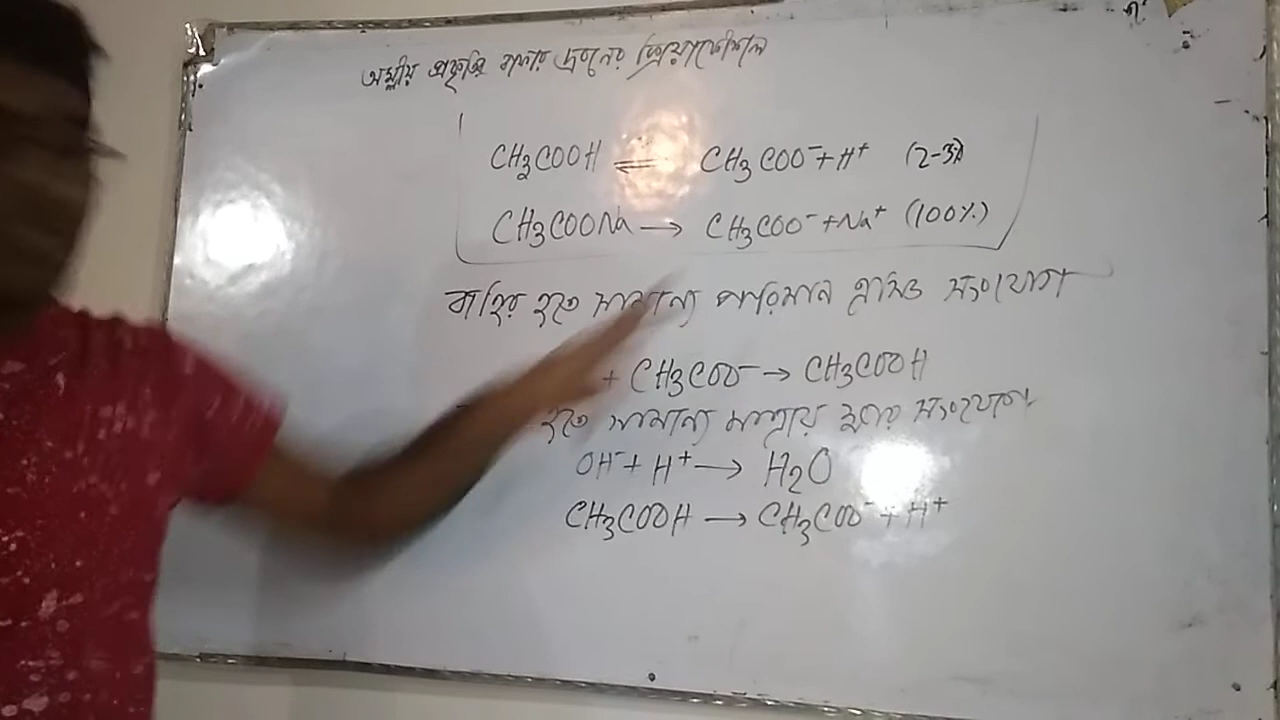 অম্লীয় প্রকৃতি বাফার দ্রবনের ক্রিয়াকৌশল
CH3COOH ⇌ CH3COO⁻ + H⁺ (2-3%)
CH3COONa → CH3COO⁻ + Na⁺ (100%)
বাহির হতে সামান্য পরিমান এসিড সংযোগে
+ CH3COO⁻ → CH3COOH
হতে সামান্য মাত্রায় ক্ষার সংযোগে
OH⁻ + H⁺ → H2O
CH3COOH → CH3COO⁻ + H⁺